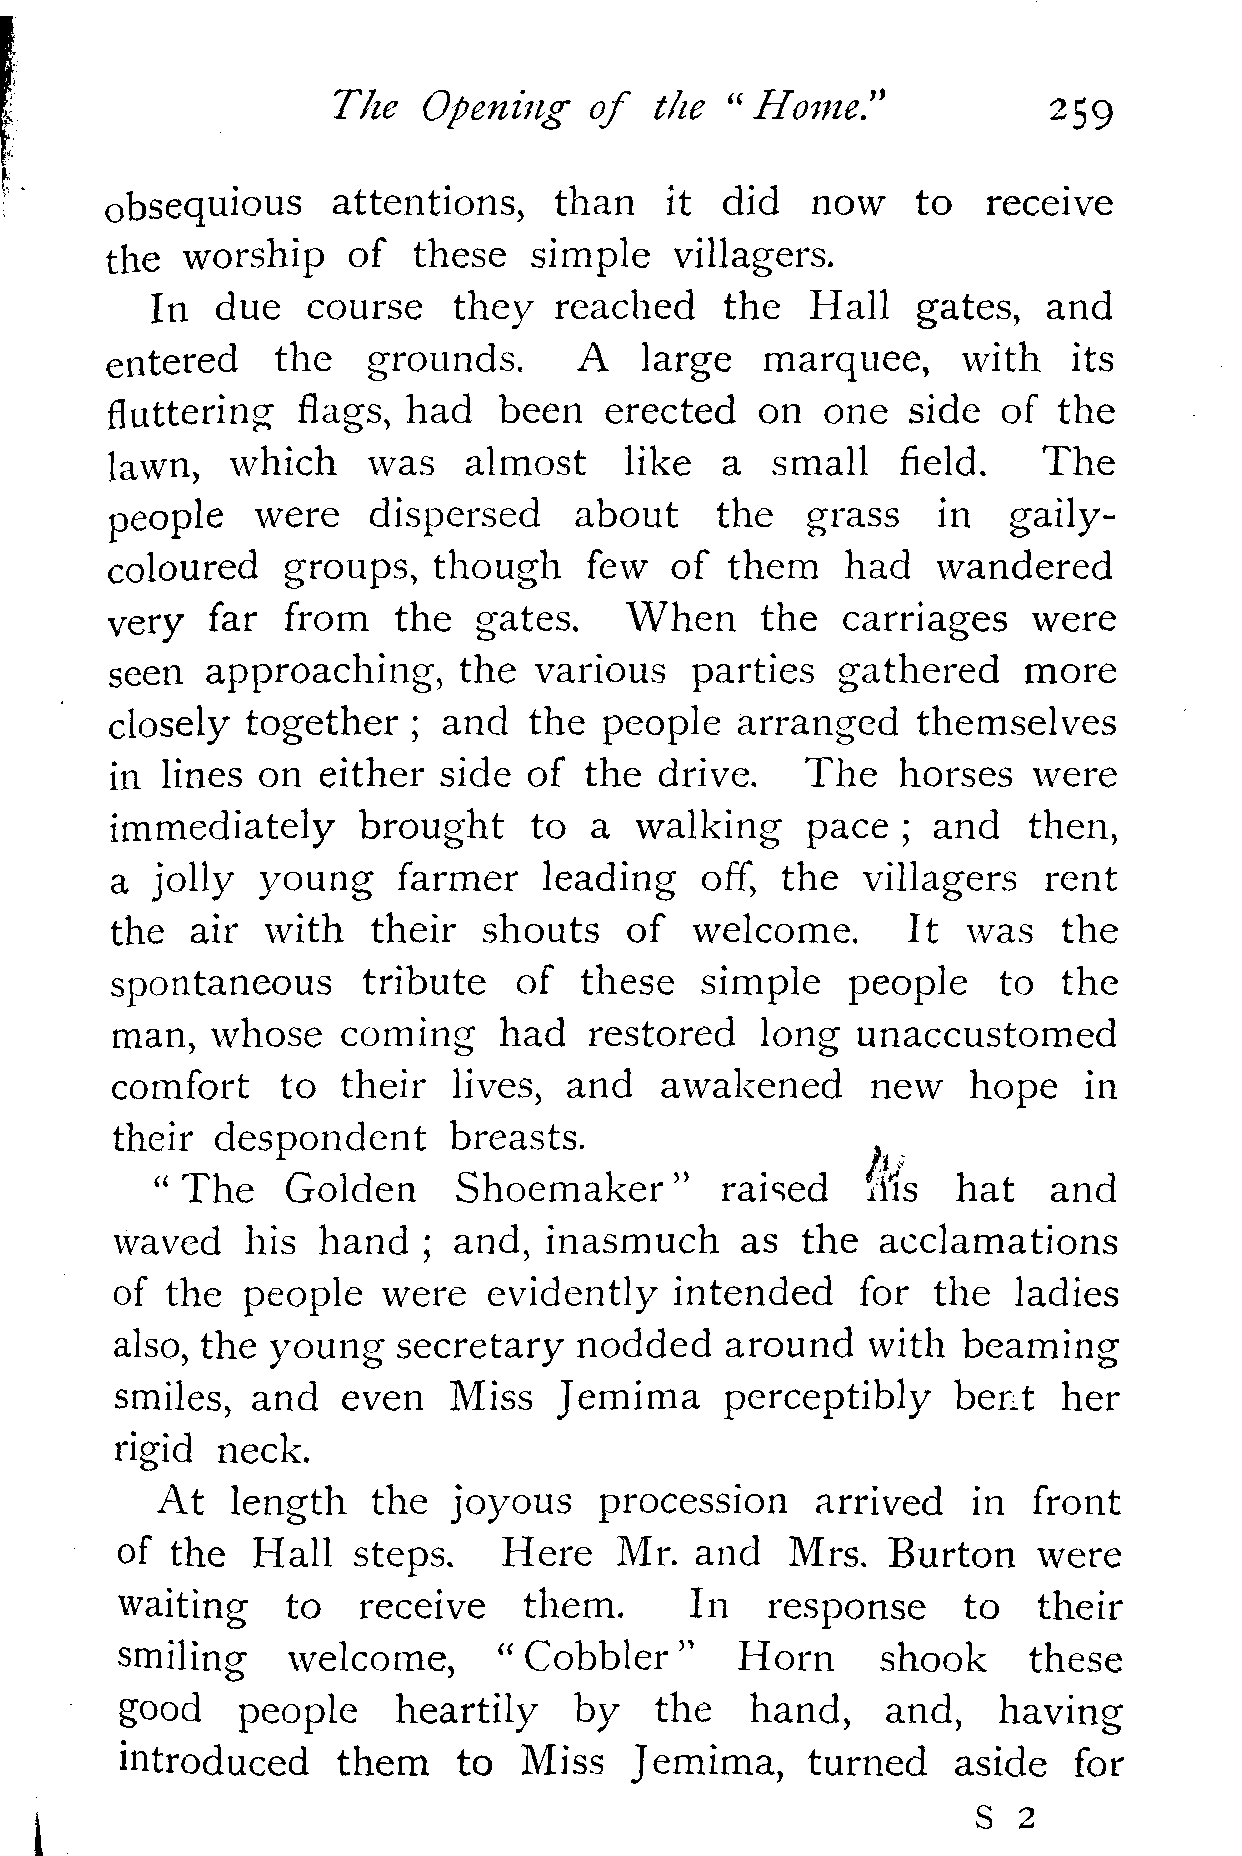 The Opening of the “Home.” 259
obsequious attentions, than it did now to receive
the worship of these simple villagers.
In due course they reached the Hall gates, and
entered the grounds. A large marquee, with its
fluttering flags, had been erected on one side of the
lawn, which was almost like a small field. The
people were dispersed about the grass in gaily-
coloured groups, though few of them had wandered
very far from the gates. When the carriages were
seen approaching, the various parties gathered more
closely together ; and the people arranged themselves
in lines on either side of the drive. The horses were
immediately brought to a walking pace ; and then,
a jolly young farmer leading off, the villagers rent
the air with their shouts of welcome. It was the
spontaneous tribute of these simple people to the
man, whose coming had restored long unaccustomed
comfort to their lives, and awakened new hope in
their despondent breasts.
“ The Golden Shoemaker ” raised his hat and
waved his hand ; and, inasmuch as the acclamations
of the people were evidently intended for the ladies
also, the young secretary nodded around with beaming
smiles, and even Miss Jemima perceptibly bent her
rigid neck.
At length the joyous procession arrived in front
of the Hall steps. Here Mr. and Mrs. Burton were
waiting to receive them. In response to their
smiling welcome, “ Cobbler ” Horn shook these
good people heartily by the hand, and, having
introduced them to Miss Jemima, turned aside for
S 2